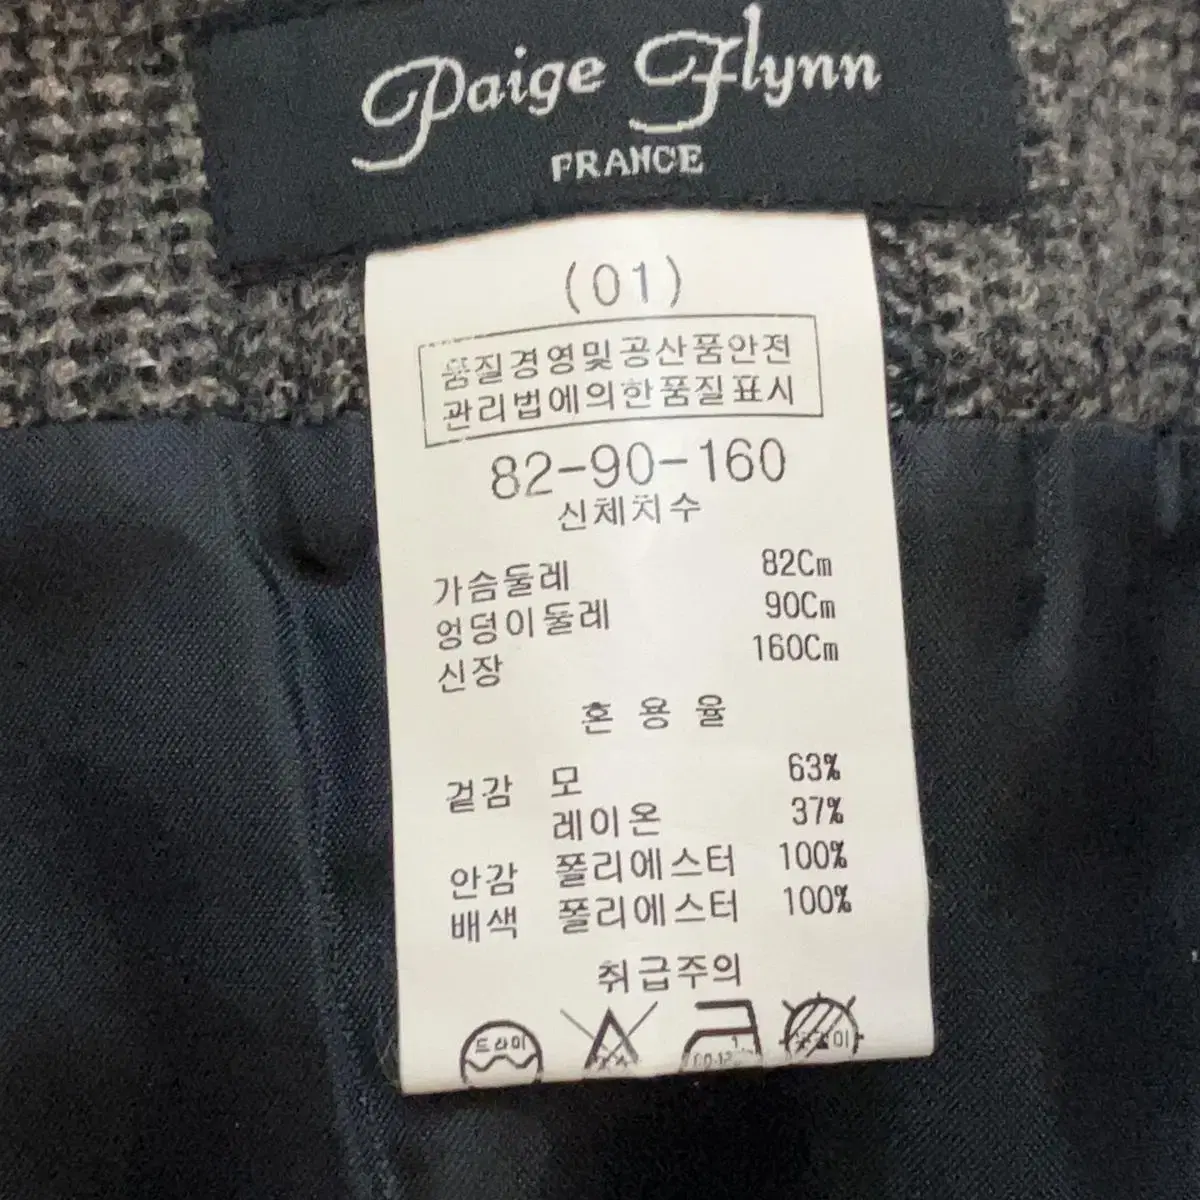 Paige Flynn
FRANCE
(01)
품질경영및공산품안전
관리법에의한품질표시
82-90-160
신체치수
가슴둘레 82Cm
엉덩이둘레 90Cm
신장 160Cm
혼 용 율
겉감 모 63%
레이온 37%
안감 폴리에스터 100%
배색 폴리에스터 100%
취급주의
드라이